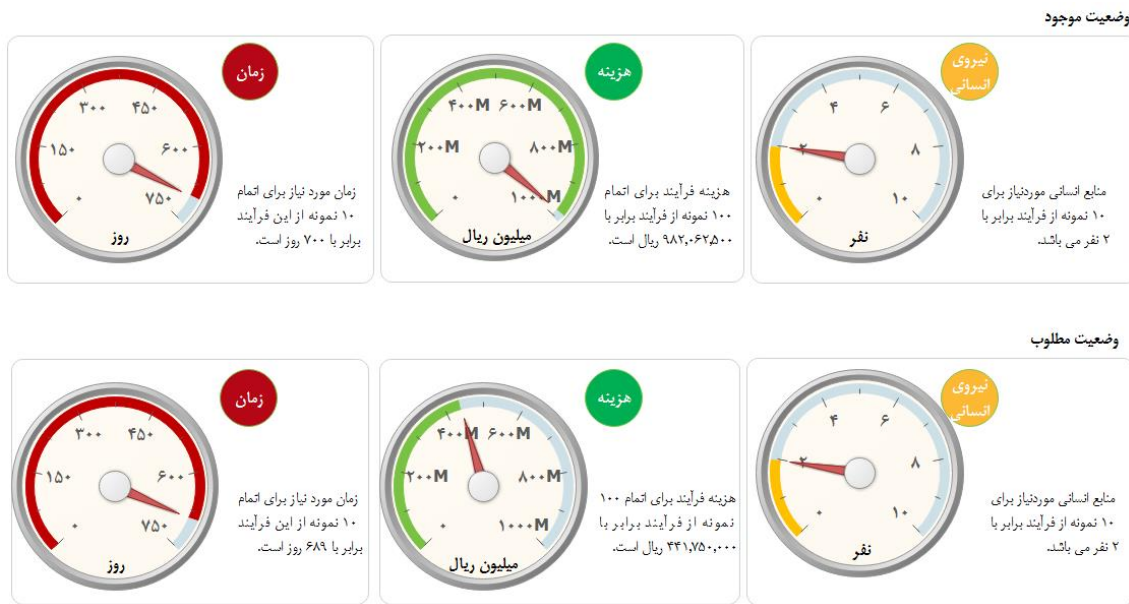 وضعیت موجود
نیروی
انسانی
۰
۲
۴
۶
۸
۱۰
نفر
منابع انسانی موردنیاز برای
۱۰ نمونه از فرآیند برابر با
۲ نفر می باشد.
هزینه
۰
۲۰۰M
۴۰۰M
۶۰۰M
۸۰۰M
۱۰۰۰M
میلیون ریال
هزینه فرآیند برای اتمام
۱۰۰ نمونه از فرآیند برابر با
۹۸۲,۰۶۲,۵۰۰ ریال است.
زمان
۰
۱۵۰
۳۰۰
۴۵۰
۶۰۰
۷۵۰
روز
زمان مورد نیاز برای اتمام
۱۰ نمونه از این فرآیند
برابر با ۷۰۰ روز است.
وضعیت مطلوب
نیروی
انسانی
۰
۲
۴
۶
۸
۱۰
نفر
منابع انسانی موردنیاز برای
۱۰ نمونه از فرآیند برابر با
۲ نفر می باشد.
هزینه
۰
۲۰۰M
۴۰۰M
۶۰۰M
۸۰۰M
۱۰۰۰M
میلیون ریال
هزینه فرآیند برای اتمام ۱۰۰
نمونه از فرآیند برابر با
۴۴۱,۷۵۰,۰۰۰ ریال است.
زمان
۰
۱۵۰
۳۰۰
۴۵۰
۶۰۰
۷۵۰
روز
زمان مورد نیاز برای اتمام
۱۰ نمونه از این فرآیند
برابر با ۶۸۹ روز است.